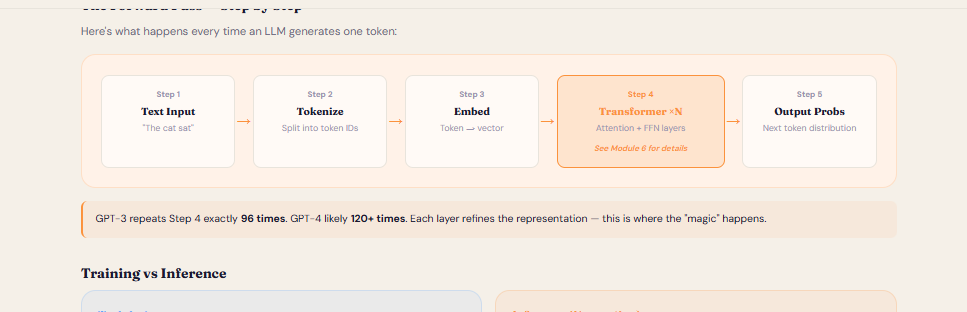 Here's what happens every time an LLM generates one token:
Step 1
Text Input
"The cat sat"
→
Step 2
Tokenize
Split into token IDs
→
Step 3
Embed
Token → vector
→
Step 4
Transformer ×N
Attention + FFN layers
See Module 6 for details
→
Step 5
Output Probs
Next token distribution
GPT-3 repeats Step 4 exactly 96 times. GPT-4 likely 120+ times. Each layer refines the representation — this is where the "magic" happens.
Training vs Inference